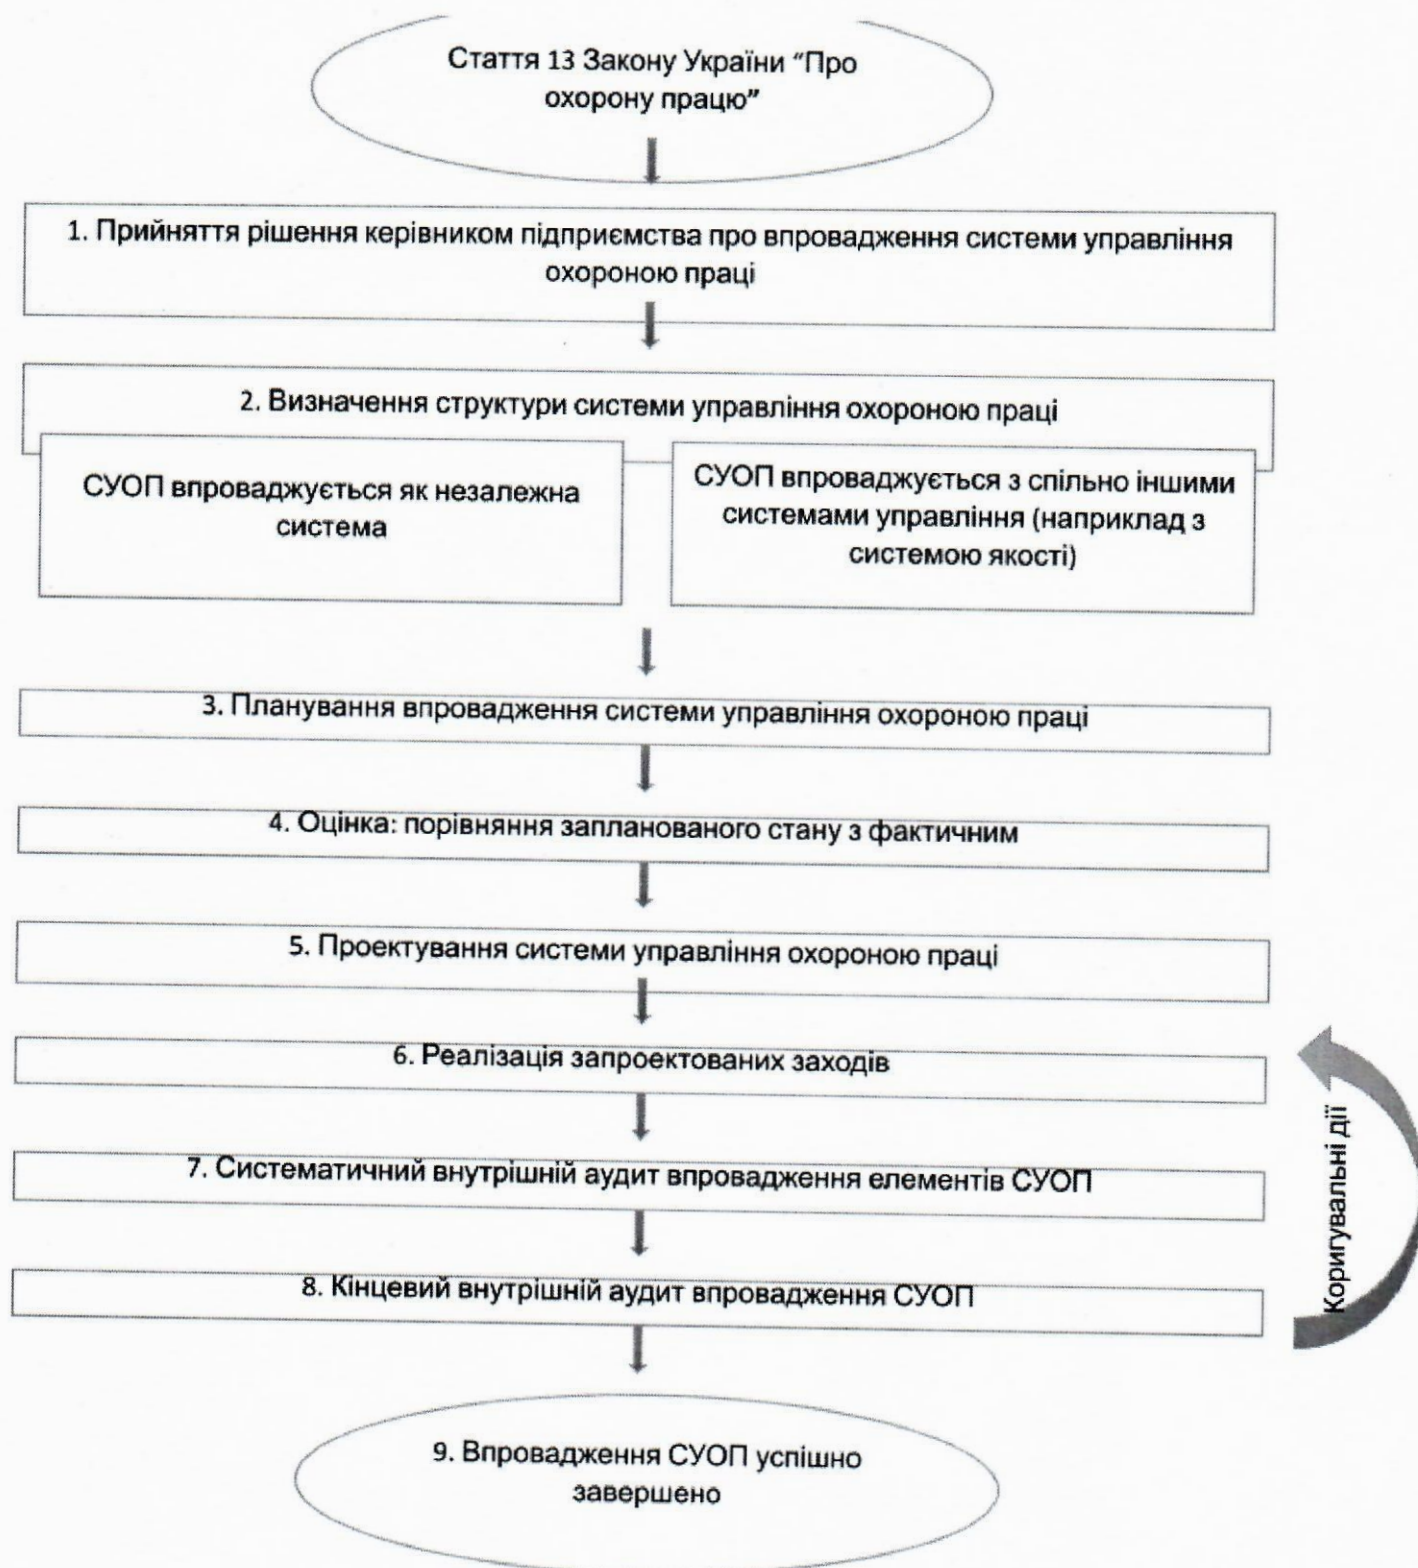 Стаття 13 Закону України “Про
охорону працю”
1. Прийняття рішення керівником підприємства про впровадження системи управління
охороною праці
2. Визначення структури системи управління охороною праці
СУОП впроваджується як незалежна
система
СУОП впроваджується з спільно іншими
системами управління (наприклад з
системою якості)
3. Планування впровадження системи управління охороною праці
4. Оцінка: порівняння запланованого стану з фактичним
5. Проектування системи управління охороною праці
6. Реалізація запроектованих заходів
7. Систематичний внутрішній аудит впровадження елементів СУОП
8. Кінцевий внутрішній аудит впровадження СУОП
Коригувальні дії
9. Впровадження СУОП успішно
завершено